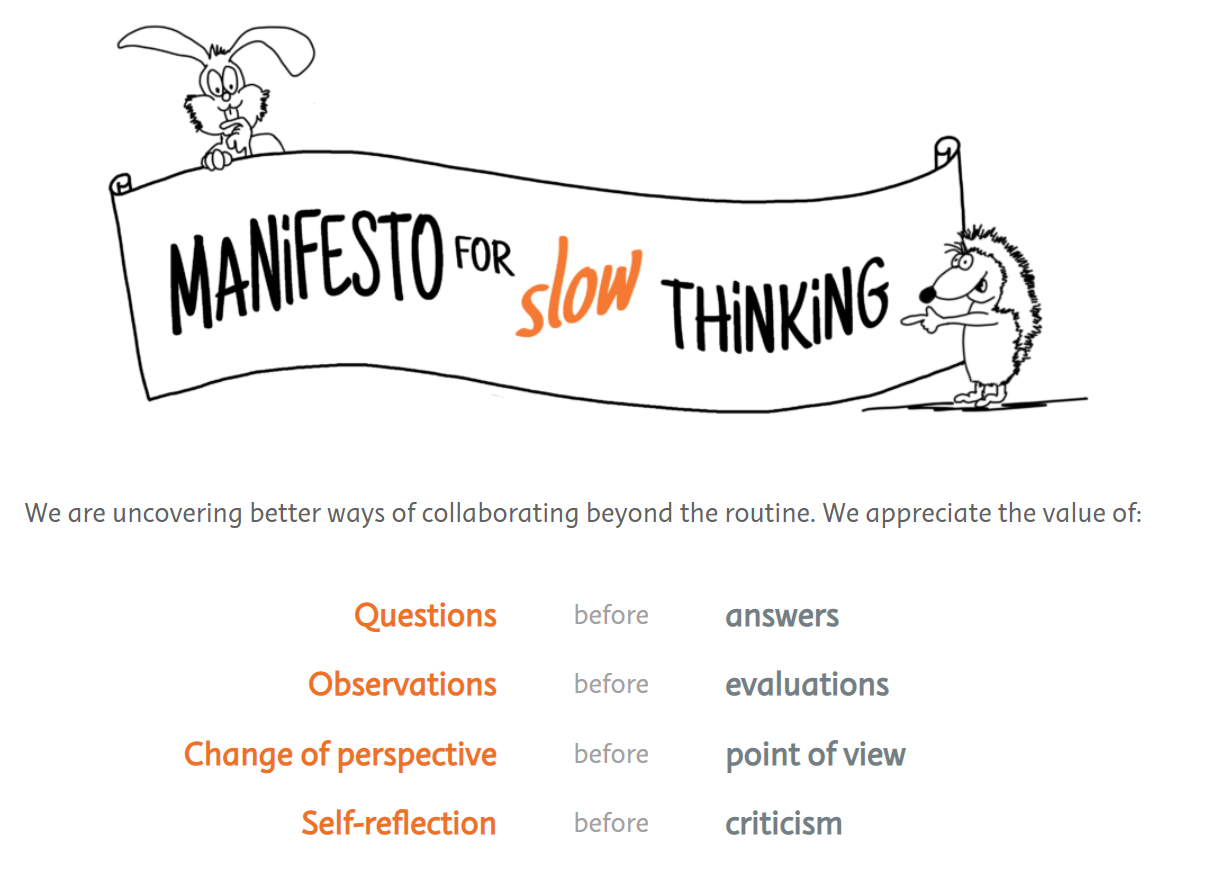 MANiFESTO FOR slow THiNKiNG
We are uncovering better ways of collaborating beyond the routine. We appreciate the value of:
Questions before answers
Observations before evaluations
Change of perspective before point of view
Self-reflection before criticism